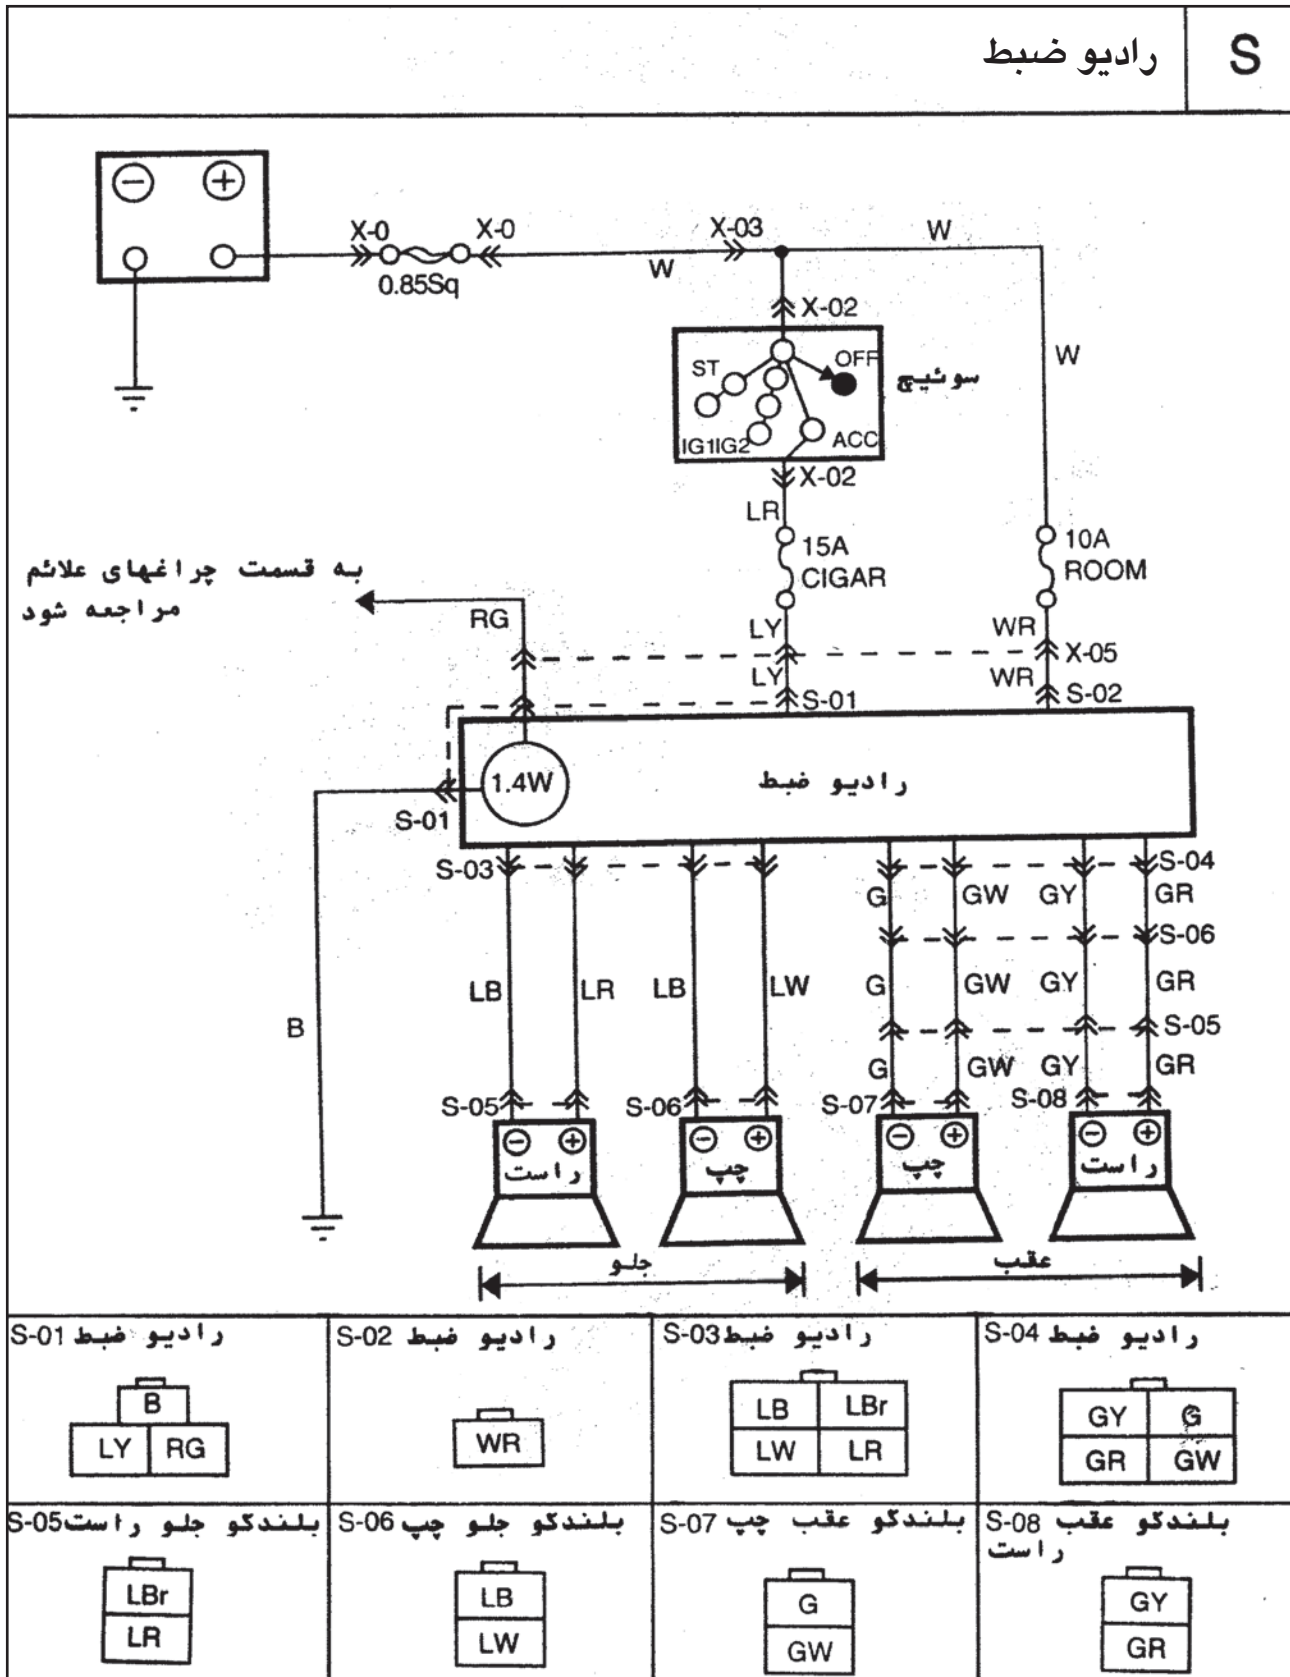 رادیو ضبط
S
X-0
X-0
0.85Sq
X-03
W
W
X-02
W
ST
OFF
IG1IG2
ACC
سوئیچ
X-02
LR
15A
CIGAR
10A
ROOM
به قسمت چراغهای علائم
مراجعه شود
RG
LY
WR
X-05
LY
WR
S-01
S-02
1.4W
رادیو ضبط
S-01
S-03
S-04
G
GW
GY
GR
S-06
LB
LR
LB
LW
G
GW
GY
GR
B
S-05
G
GW
GY
GR
S-05
S-06
S-07
S-08
راست
چپ
چپ
راست
جلو
عقب
S-01 رادیو ضبط
B
LY RG
S-02 رادیو ضبط
WR
S-03 رادیو ضبط
LB LBr
LW LR
S-04 رادیو ضبط
GY G
GR GW
S-05 بلندگو جلو راست
LBr
LR
S-06 بلندگو جلو چپ
LB
LW
S-07 بلندگو عقب چپ
G
GW
S-08 بلندگو عقب
راست
GY
GR